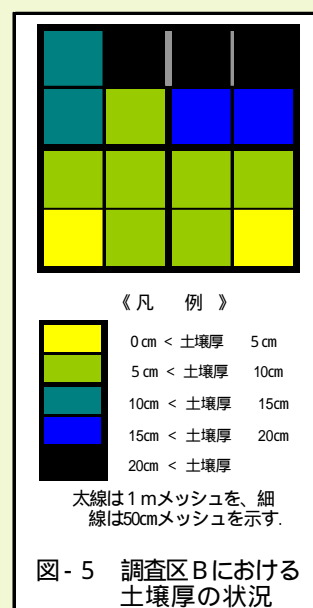 《凡 例》
0cm < 土壌厚 5cm
5cm < 土壌厚 10cm
10cm < 土壌厚 15cm
15cm < 土壌厚 20cm
20cm < 土壌厚
太線は1mメッシュを、細
線は50cmメッシュを示す.
図-5 調査区Bにおける
土壌厚の状況